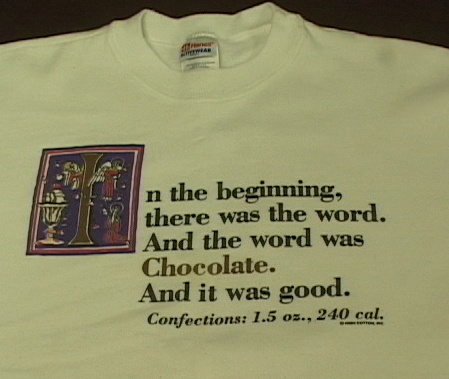 Hanes
In the beginning,
there was the word.
And the word was
Chocolate.
And it was good.
Confections: 1.5 oz., 240 cal.